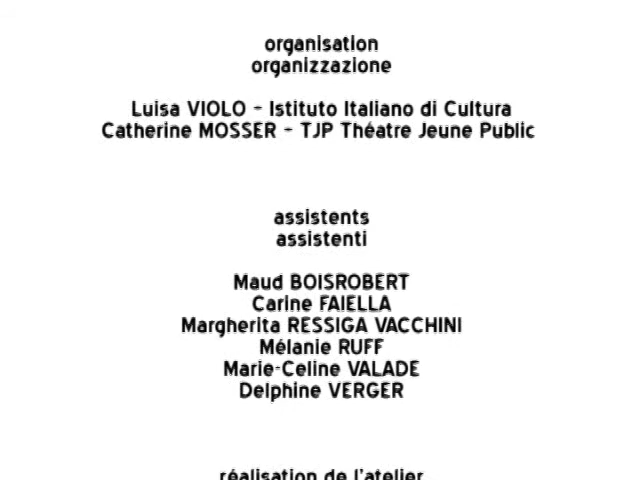 organisation
organizzazione
Luisa VIOLO - Istituto Italiano di Cultura
Catherine MOSSER - TJP Théatre Jeune Public
assistents
assistenti
Maud BOISROBERT
Carine FAIELLA
Margherita RESSIGA VACCHINI
Mélanie RUFF
Marie-Celine VALADE
Delphine VERGER
réalisation de l'atelier